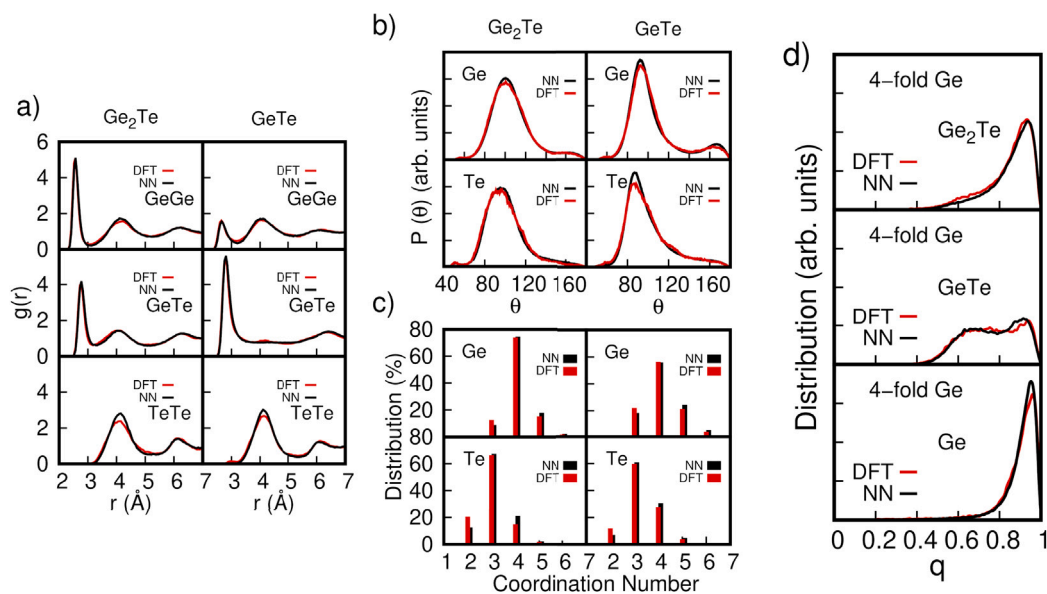 a)
Ge2Te GeTe
g(r)
6
4
2
0
DFT
NN
GeGe
DFT
NN
GeGe
4
2
0
DFT
NN
GeTe
DFT
NN
GeTe
4
2
0
DFT
NN
TeTe
DFT
NN
TeTe
2 3 4 5 6 7 3 4 5 6 7
r (Å) r (Å)
b)
Ge2Te GeTe
P (θ) (arb. units)
Ge
NN
DFT
Ge
NN
DFT
Te
NN
DFT
Te
NN
DFT
40 80 120 160 80 120 160
θ θ
c)
Distribution (%)
80
60
40
20
80
60
40
20
0
Ge
NN
DFT
Ge
NN
DFT
Te
NN
DFT
Te
NN
DFT
1 2 3 4 5 6 7 2 3 4 5 6 7
Coordination Number
d)
Distribution (arb. units)
4-fold Ge
Ge2Te
DFT
NN
4-fold Ge
GeTe
DFT
NN
4-fold Ge
Ge
DFT
NN
0 0.2 0.4 0.6 0.8 1
q